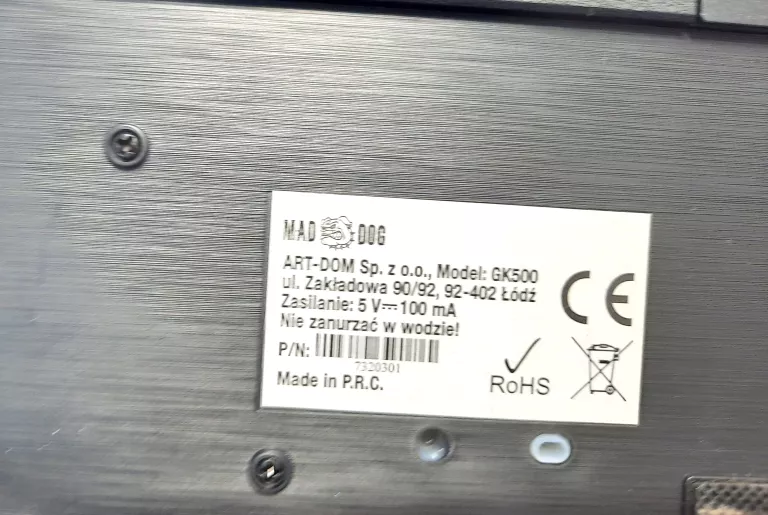 MAD DOG
ART-DOM Sp. z o.o., Model: GK500
ul. Zakładowa 90/92, 92-402 Łódź
Zasilanie: 5 V⎓100 mA
Nie zanurzać w wodzie!
P/N:
7320301
Made in P.R.C.
CE
RoHS